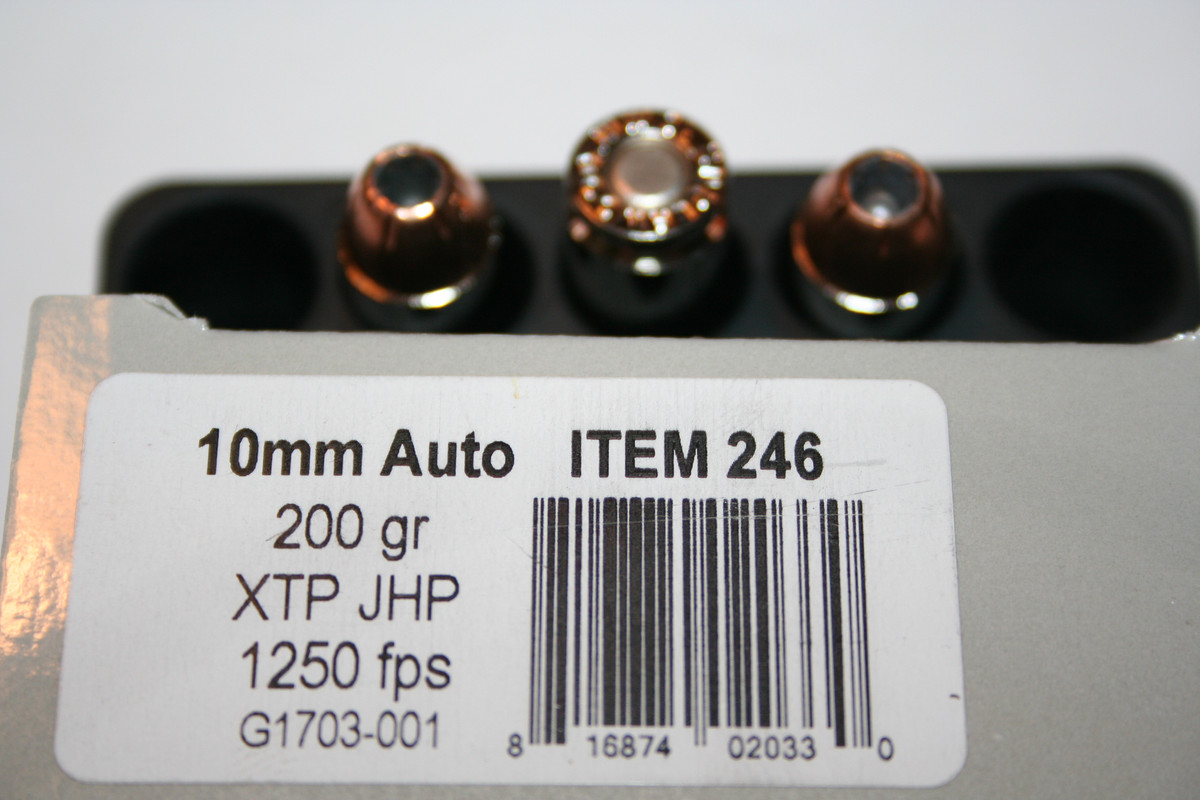 10mm Auto ITEM 246
200 gr
XTP JHP
1250 fps
G1703-001
8 16874 02033 0